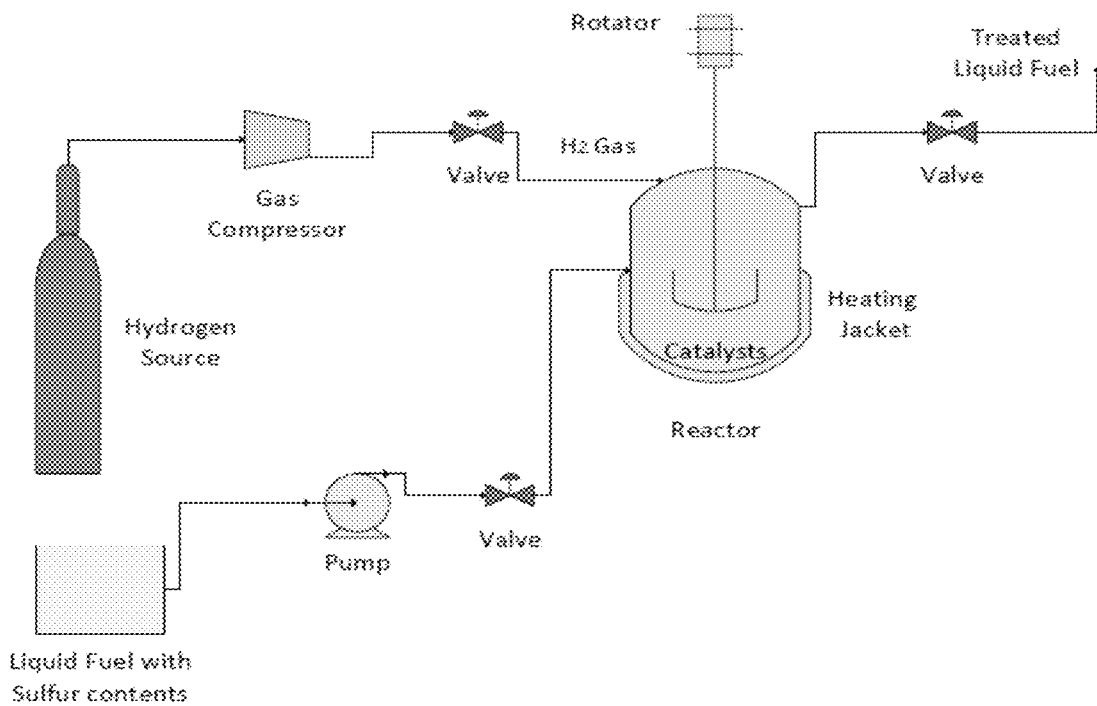 Rotator
Treated
Liquid Fuel
H2 Gas
Valve
Valve
Gas
Compressor
Hydrogen
Source
Heating
Jacket
Catalysts
Reactor
Valve
Pump
Liquid Fuel with
Sulfur contents